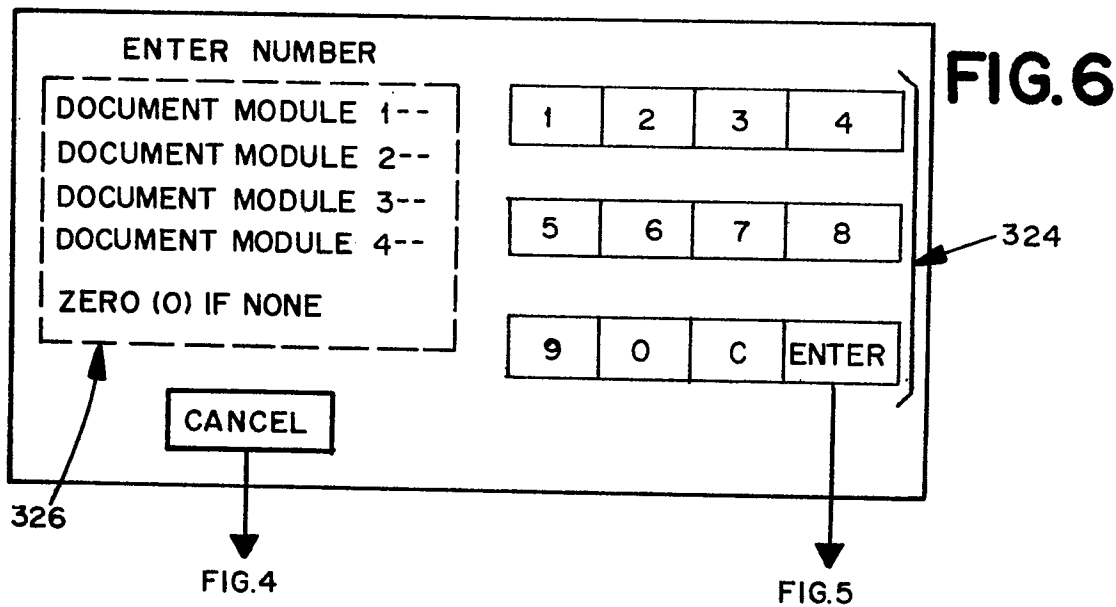 FIG.6
ENTER NUMBER
DOCUMENT MODULE 1--
DOCUMENT MODULE 2--
DOCUMENT MODULE 3--
DOCUMENT MODULE 4--
ZERO (0) IF NONE
1 2 3 4
5 6 7 8
9 0 C ENTER
324
CANCEL
326
FIG.4
FIG.5